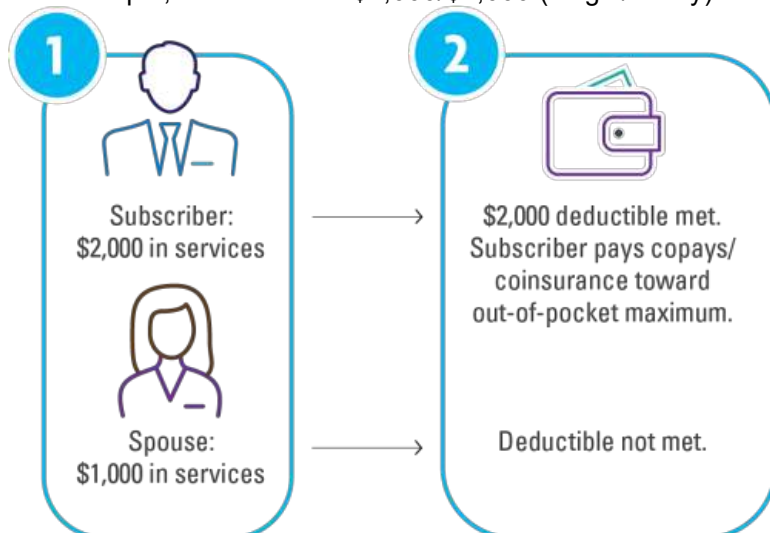 1
2
Subscriber:
$2,000 in services
$2,000 deductible met.
Subscriber pays copays/
coinsurance toward
out-of-pocket maximum.
Spouse:
$1,000 in services
Deductible not met.